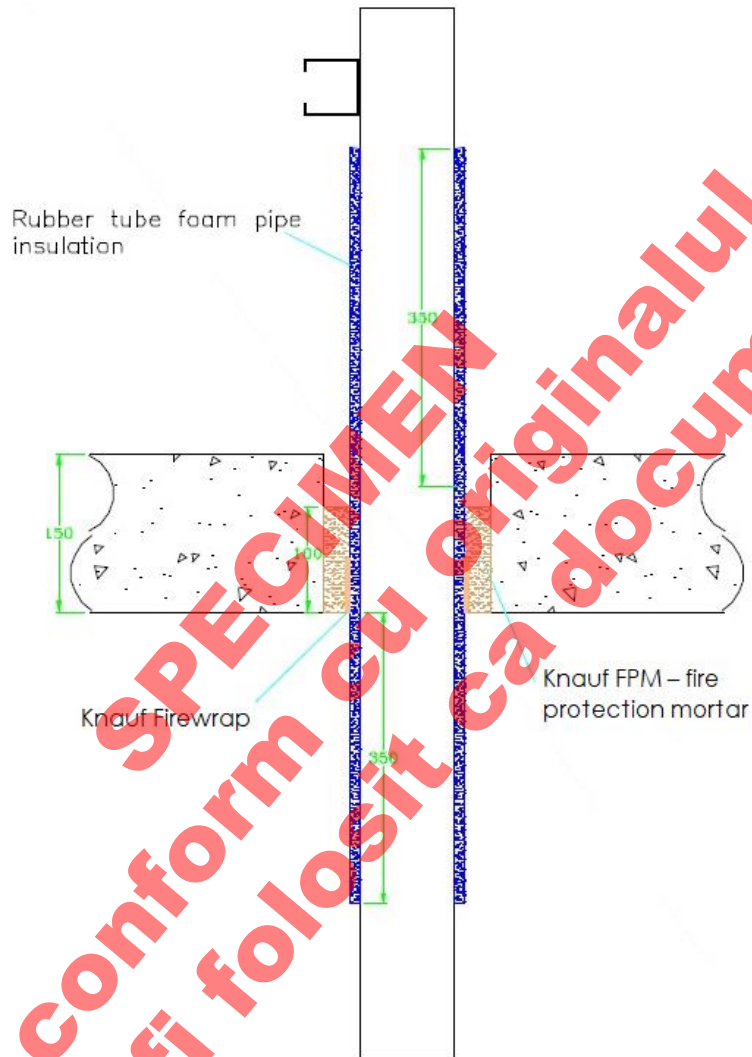 Rubber tube foam pipe
insulation
350
150
100
Knauf Firewrap
Knauf FPM – fire
protection mortar
350
SPECIMEN
conform cu originalul
fi folosit ca docum